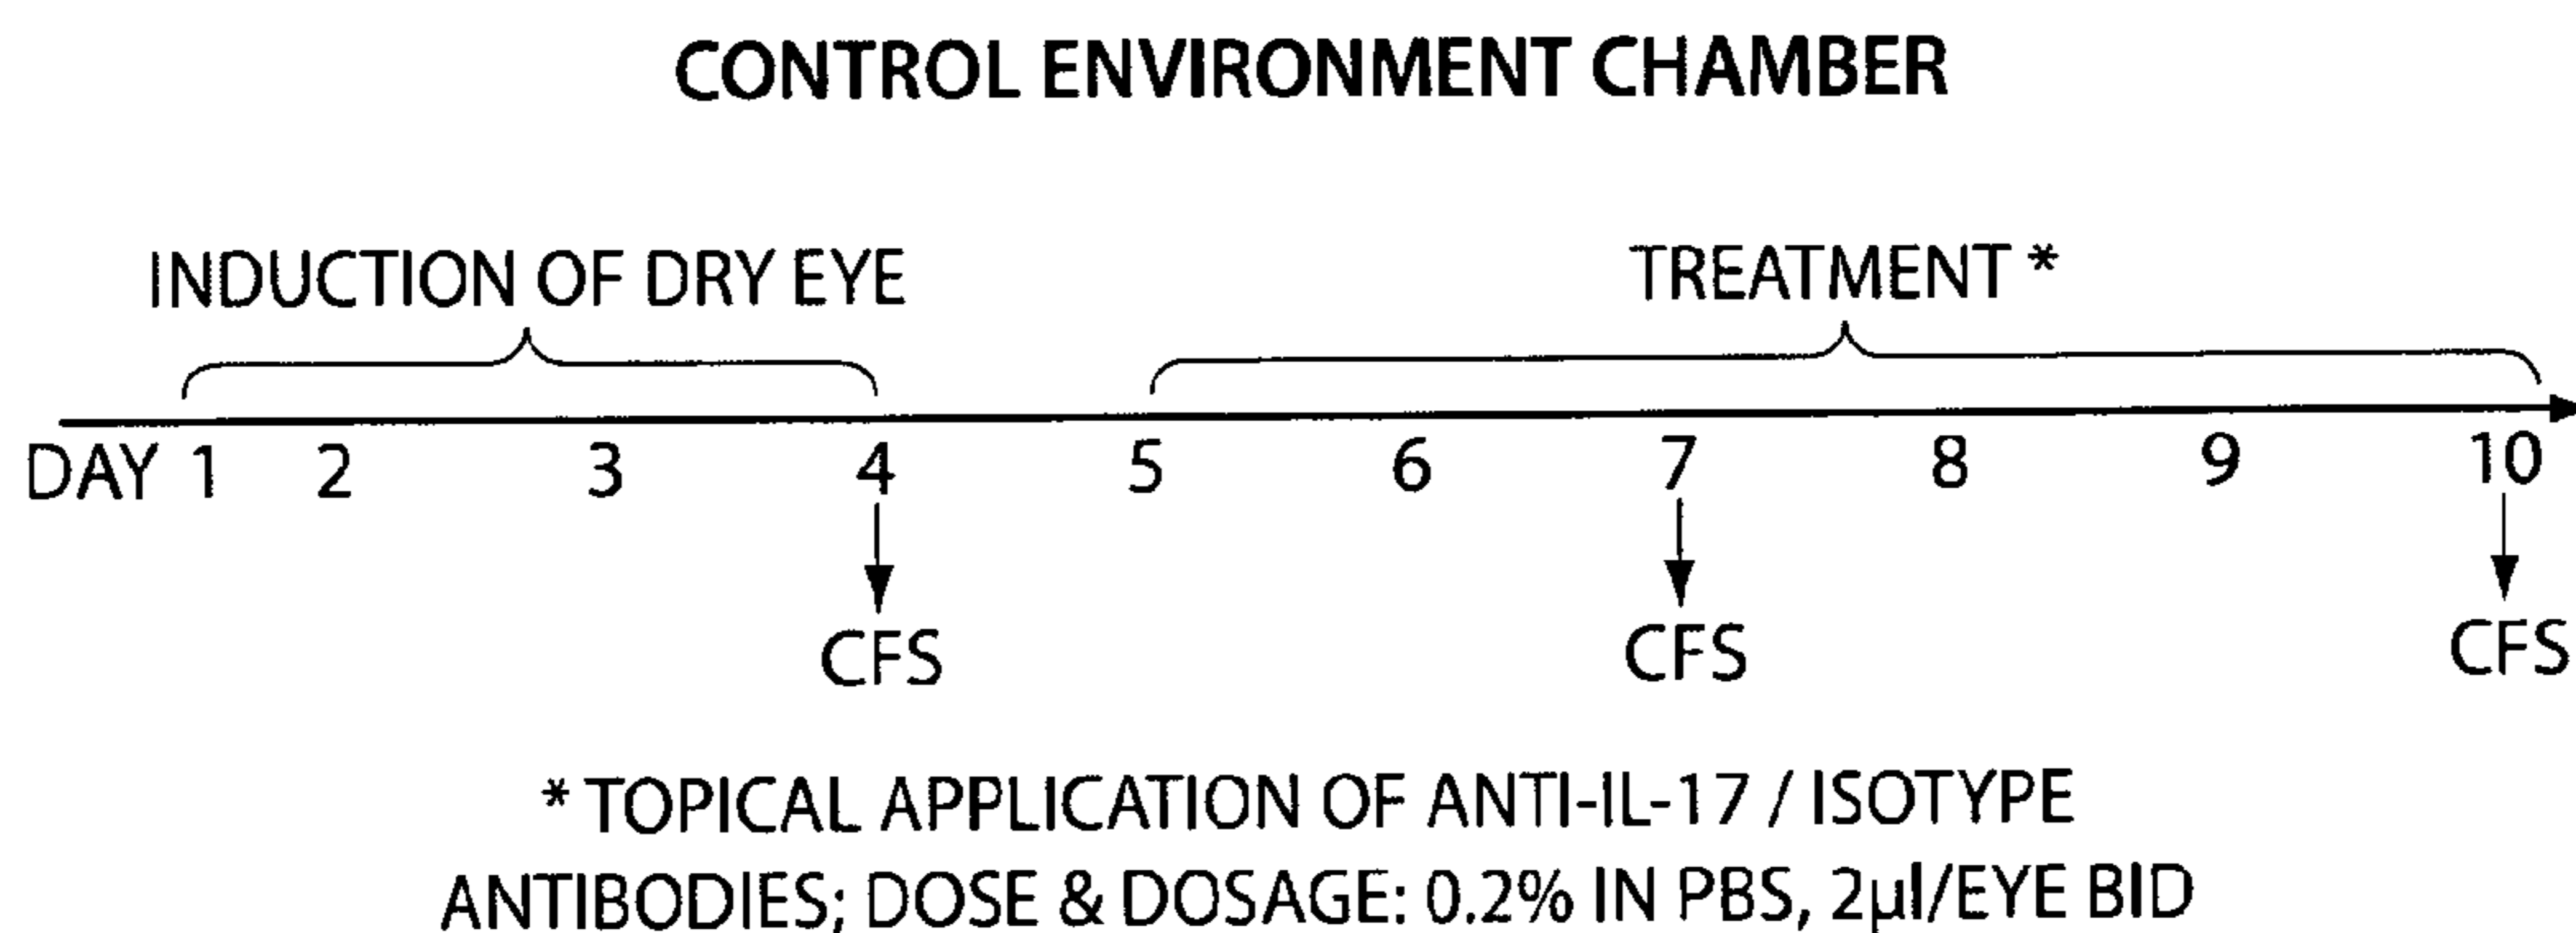 CONTROL ENVIRONMENT CHAMBER
INDUCTION OF DRY EYE
TREATMENT *
DAY 1 2 3 4 5 6 7 8 9 10
CFS CFS CFS
* TOPICAL APPLICATION OF ANTI-IL-17 / ISOTYPE
ANTIBODIES; DOSE & DOSAGE: 0.2% IN PBS, 2µl/EYE BID